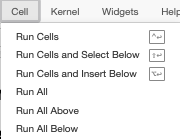 Cell Kernel Widgets Help
Run Cells ^↵
Run Cells and Select Below ⇧↵
Run Cells and Insert Below ⌥↵
Run All
Run All Above
Run All Below